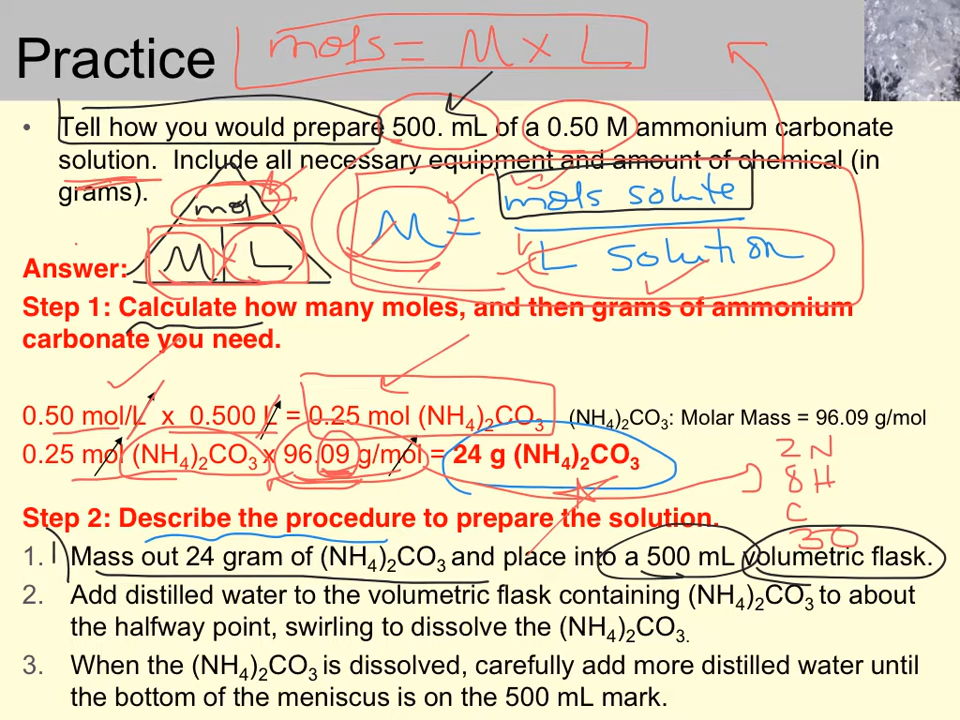 Practice
mols = M x L
• Tell how you would prepare 500. mL of a 0.50 M ammonium carbonate
solution. Include all necessary equipment and amount of chemical (in
grams).
mol
M x L
M = mols solute
L solution
Answer:
Step 1: Calculate how many moles, and then grams of ammonium
carbonate you need.
0.50 mol/L x 0.500 L = 0.25 mol (NH₄)₂CO₃ (NH₄)₂CO₃: Molar Mass = 96.09 g/mol
0.25 mol (NH₄)₂CO₃ x 96.09 g/mol = 24 g (NH₄)₂CO₃
2 N
8 H
C
3O
Step 2: Describe the procedure to prepare the solution.
1. Mass out 24 gram of (NH₄)₂CO₃ and place into a 500 mL volumetric flask.
2. Add distilled water to the volumetric flask containing (NH₄)₂CO₃ to about
the halfway point, swirling to dissolve the (NH₄)₂CO₃.
3. When the (NH₄)₂CO₃ is dissolved, carefully add more distilled water until
the bottom of the meniscus is on the 500 mL mark.